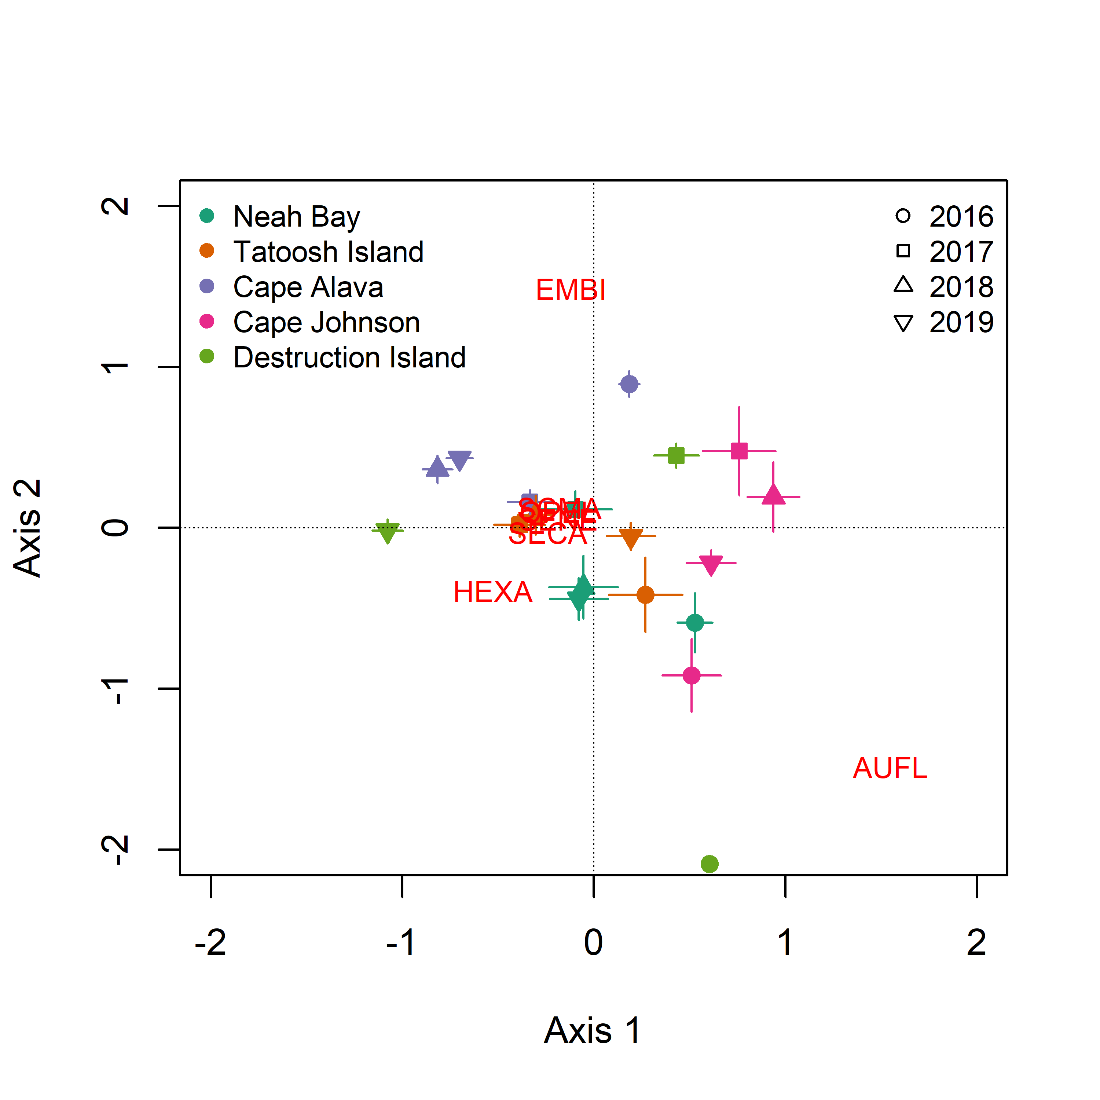 Neah Bay
Tatoosh Island
Cape Alava
Cape Johnson
Destruction Island
2016
2017
2018
2019
EMBI
SECA
HEXA
AUFL
2
1
0
-1
-2
Axis 2
-2
-1
0
1
2
Axis 1